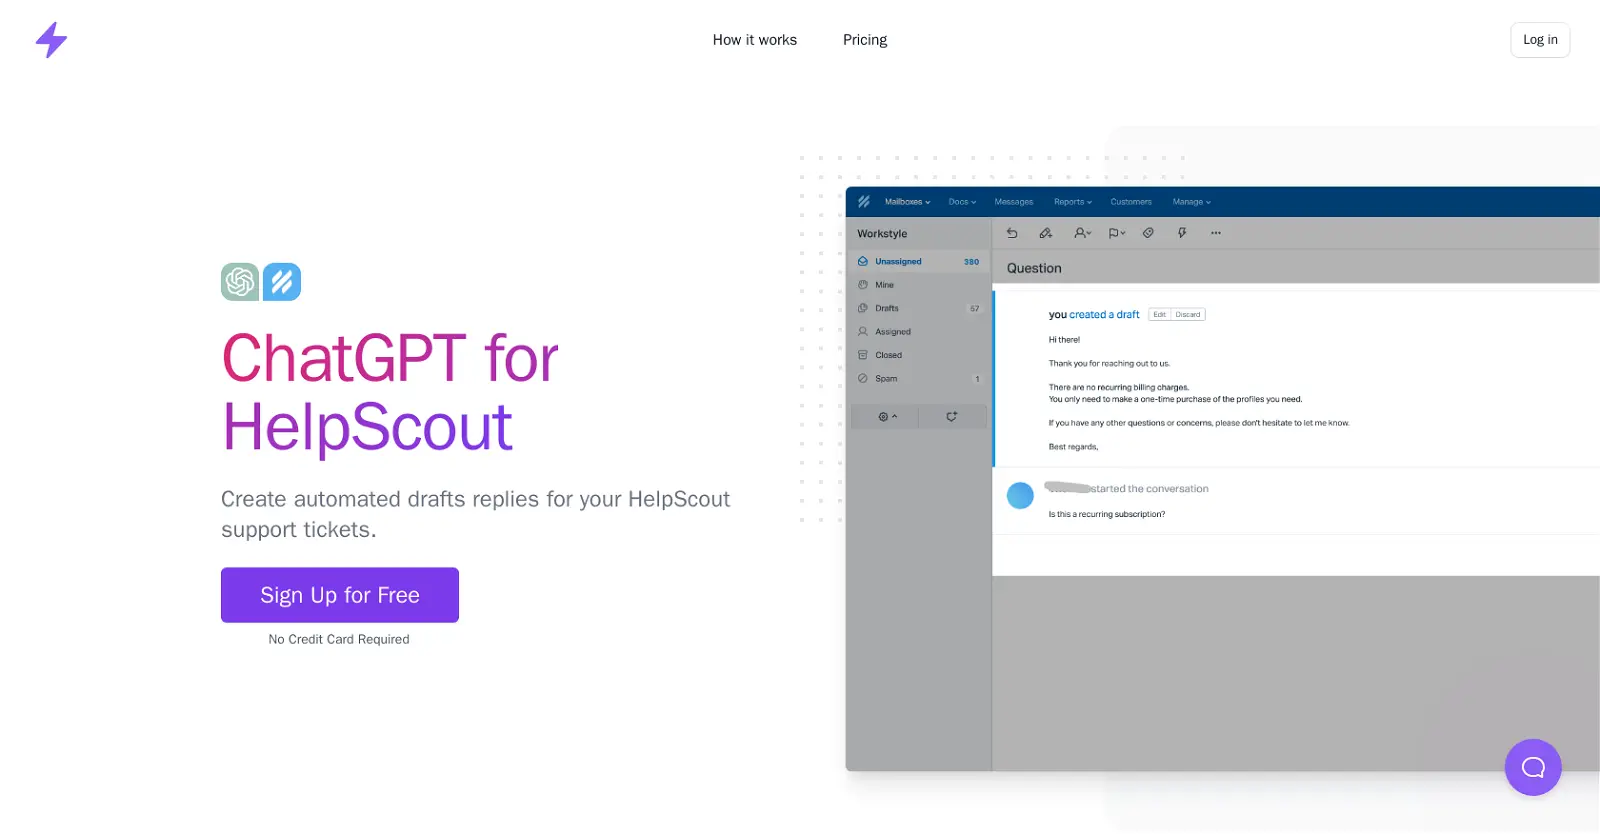 How it works
Pricing
Log in
ChatGPT for
HelpScout
Create automated drafts replies for your HelpScout
support tickets.
Sign Up for Free
No Credit Card Required
Mailboxes
Docs
Messages
Reports
Customers
Manage
Workstyle
Unassigned 380
Mine
Drafts 57
Assigned
Closed
Spam 1
Question
you created a draft Edit Discard
Hi there!
Thank you for reaching out to us.
There are no recurring billing charges.
You only need to make a one-time purchase of the profiles you need.
If you have any other questions or concerns, please don't hesitate to let me know.
Best regards,
started the conversation
Is this a recurring subscription?